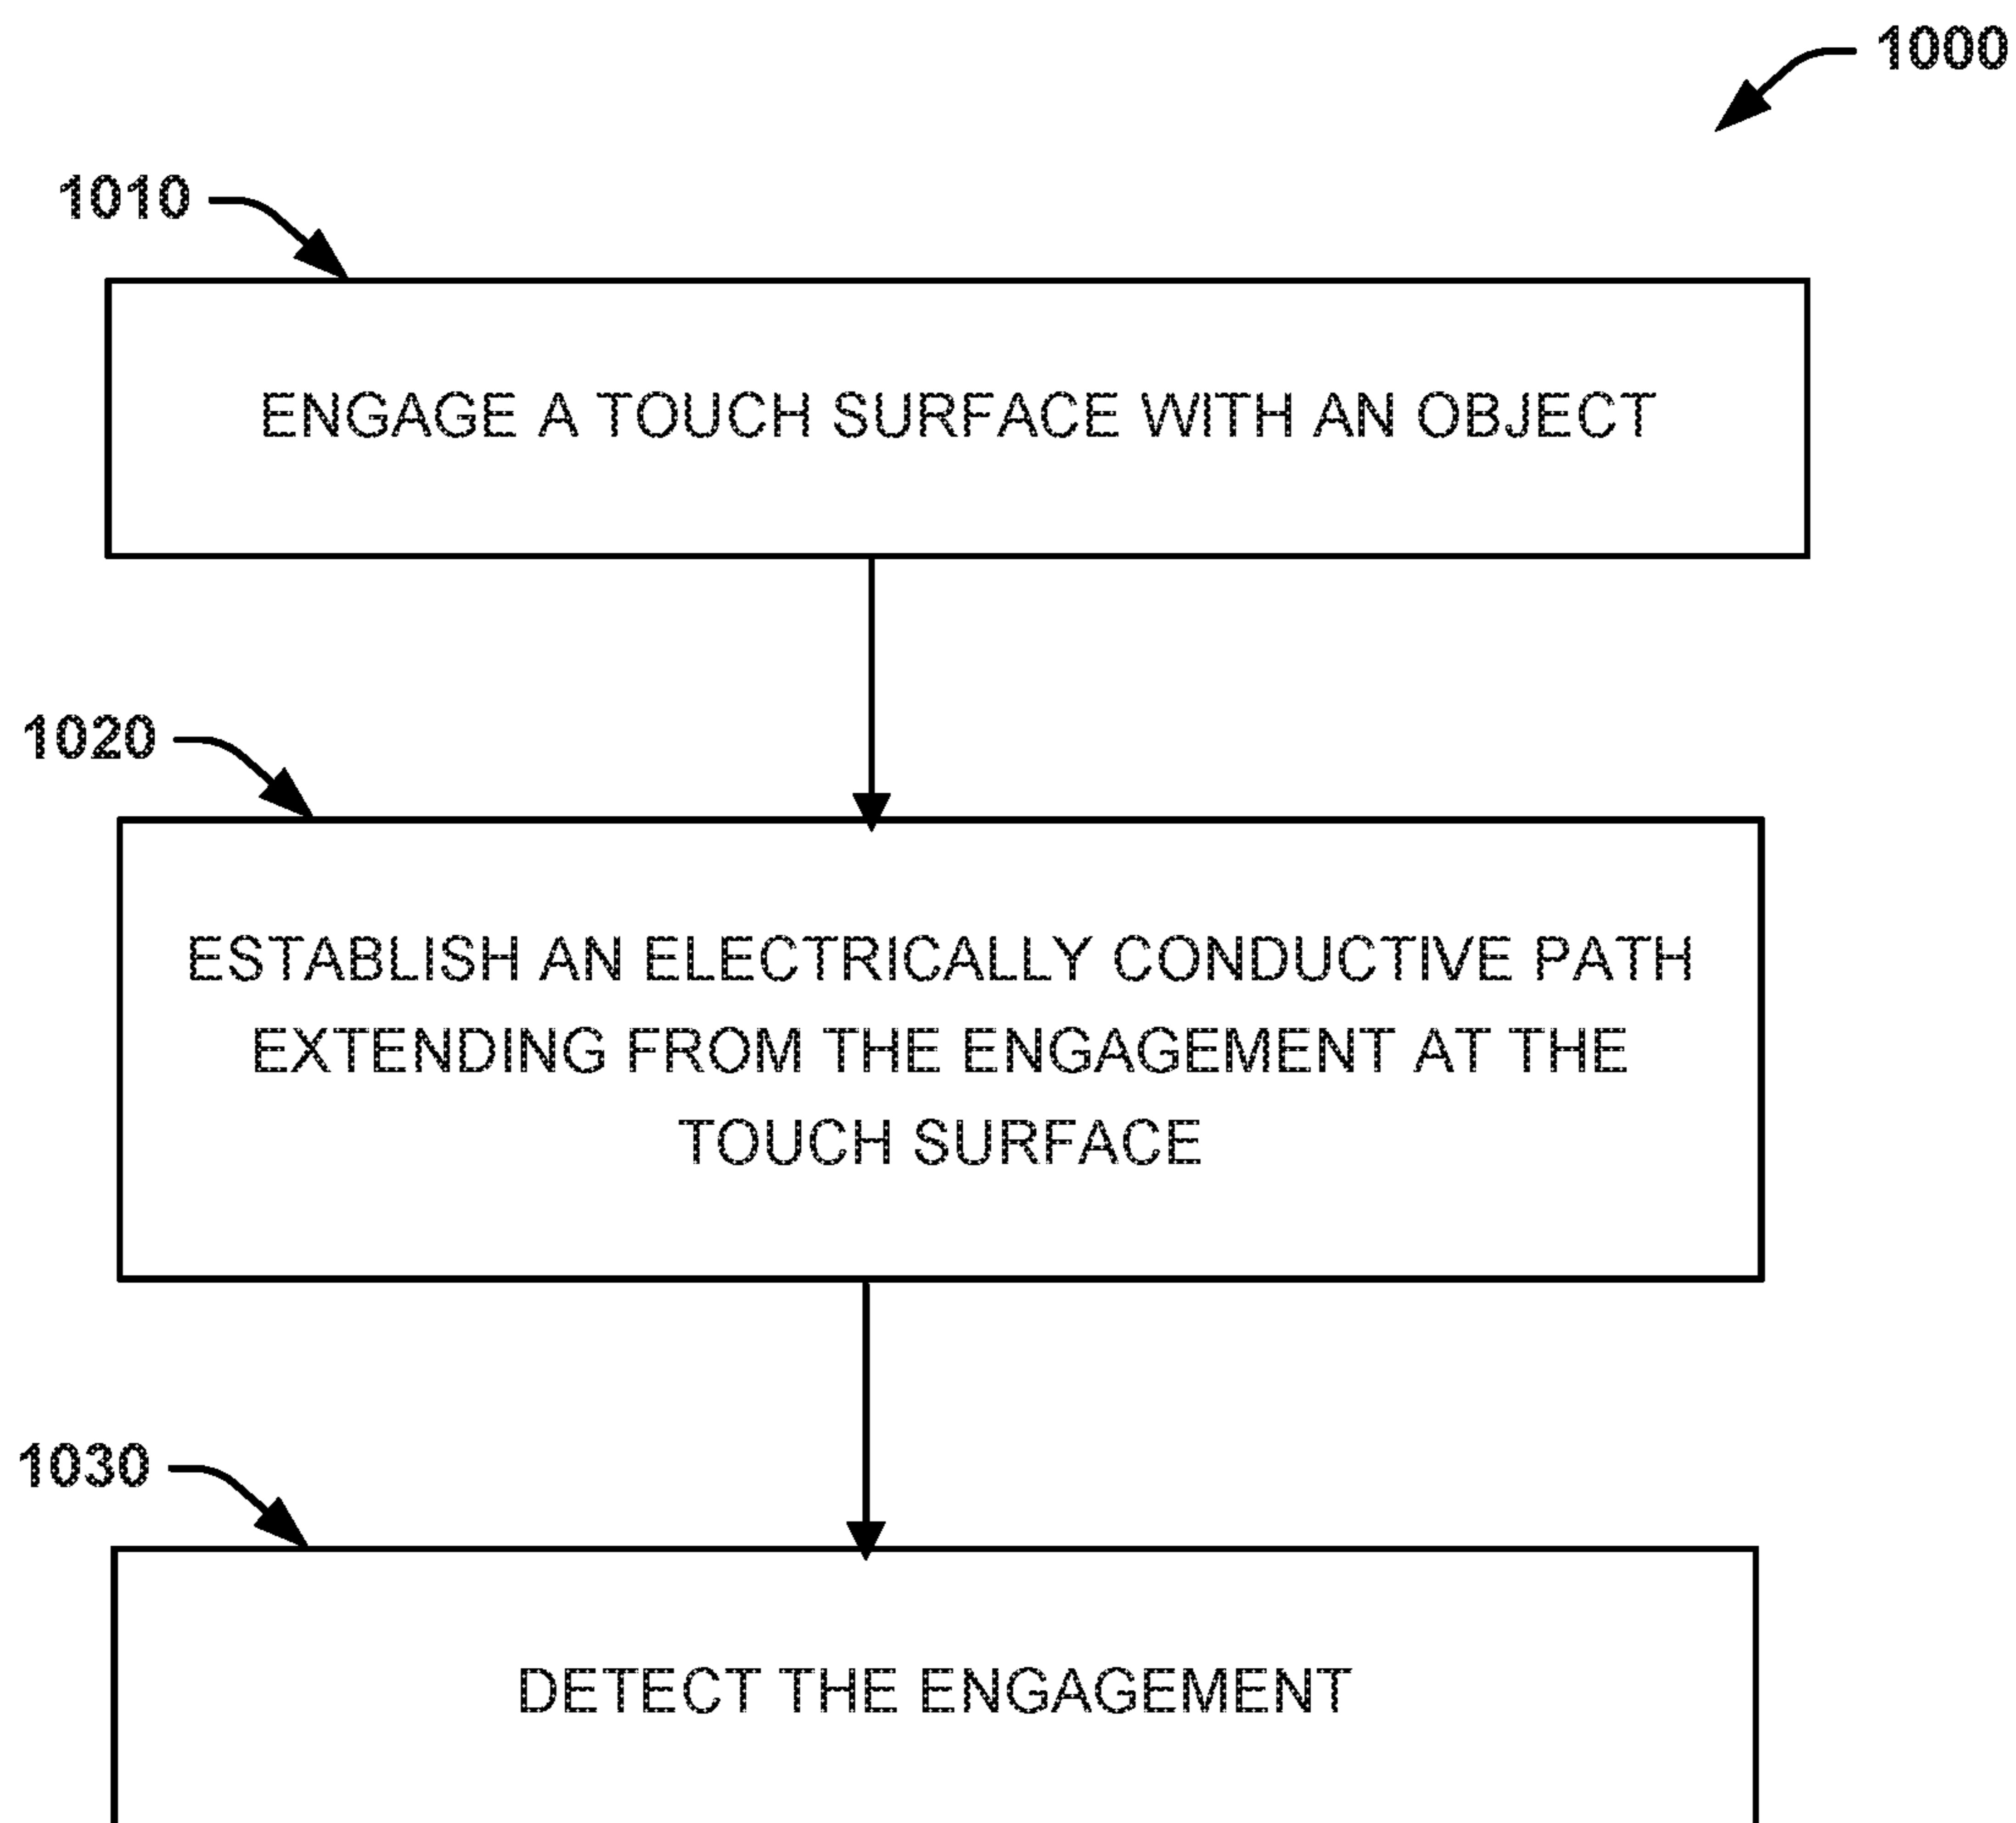 1000
1010
ENGAGE A TOUCH SURFACE WITH AN OBJECT
1020
ESTABLISH AN ELECTRICALLY CONDUCTIVE PATH
EXTENDING FROM THE ENGAGEMENT AT THE
TOUCH SURFACE
1030
DETECT THE ENGAGEMENT